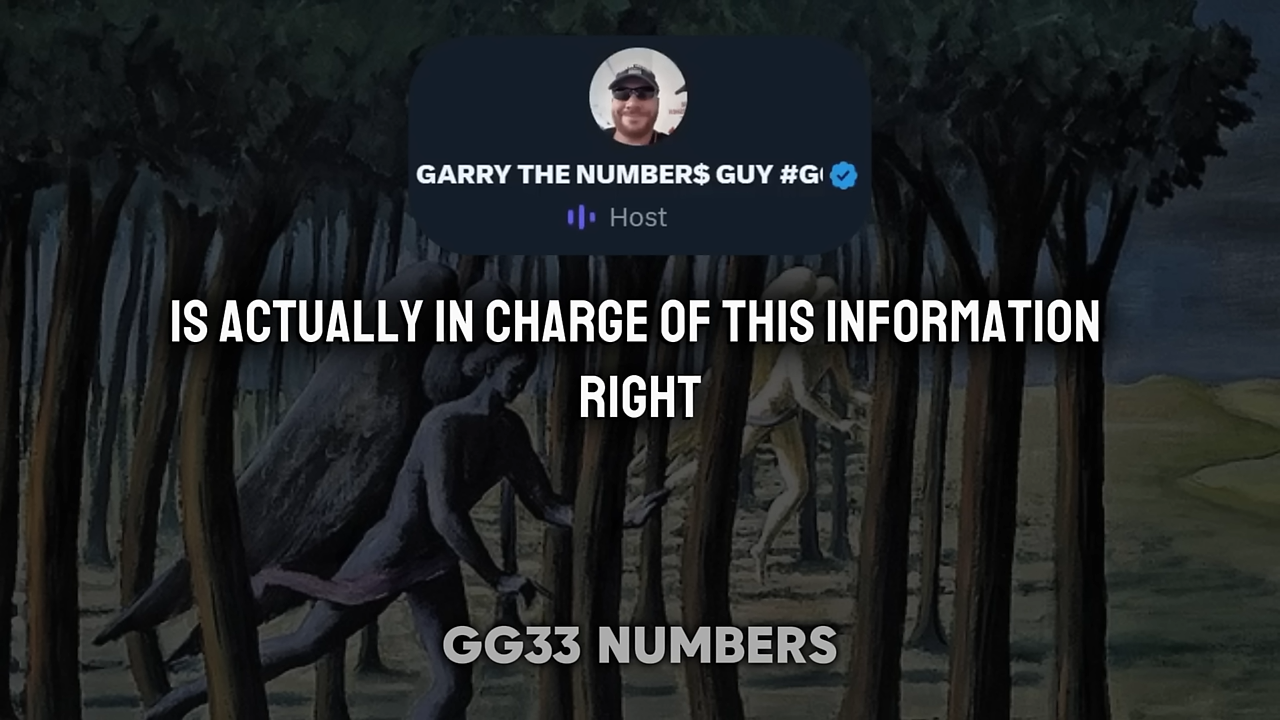 GARRY THE NUMBER$ GUY #G
Host
IS ACTUALLY IN CHARGE OF THIS INFORMATION
RIGHT
GG33 NUMBERS